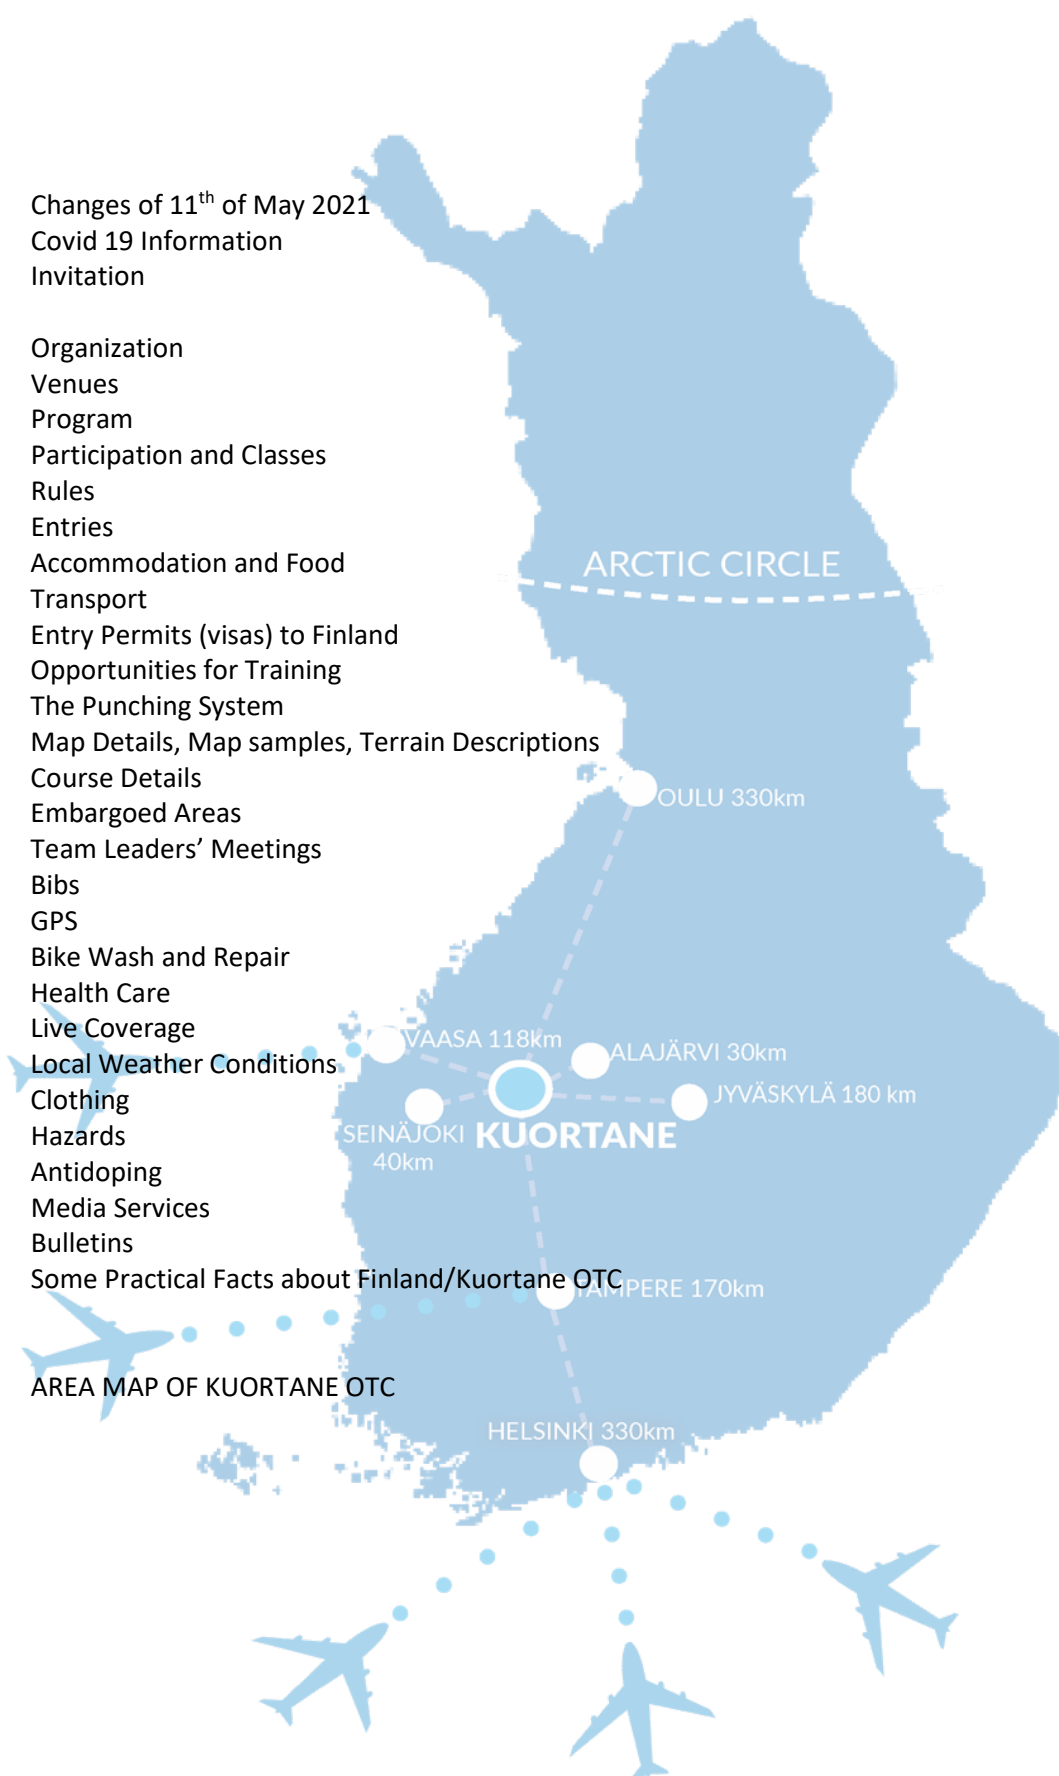 Changes of 11th of May 2021
Covid 19 Information
Invitation
Organization
Venues
Program
Participation and Classes
Rules
Entries
Accommodation and Food
Transport
Entry Permits (visas) to Finland
Opportunities for Training
The Punching System
Map Details, Map samples, Terrain Descriptions
Course Details
Embargoed Areas
Team Leaders' Meetings
Bibs
GPS
Bike Wash and Repair
Health Care
Live Coverage
Local Weather Conditions
Clothing
Hazards
Antidoping
Media Services
Bulletins
Some Practical Facts about Finland/Kuortane OTC
AREA MAP OF KUORTANE OTC
ARCTIC CIRCLE
OULU 330km
VAASA 118km
ALAJÄRVI 30km
JYVÄSKYLÄ 180 km
SEINÄJOKI
40km
KUORTANE
TAMPERE 170km
HELSINKI 330km